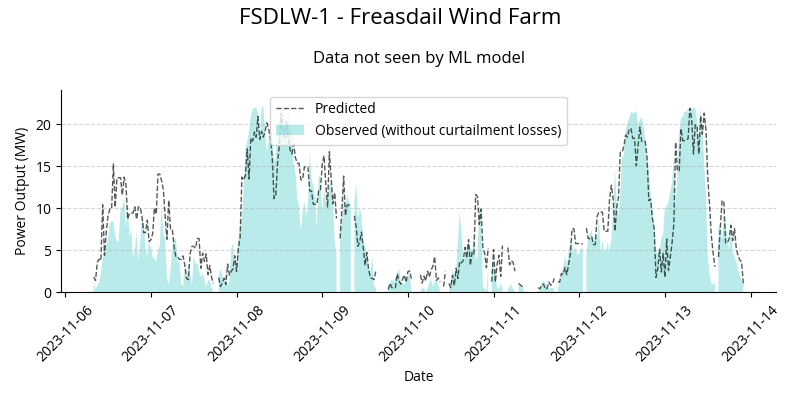 FSDLW-1 - Freasdail Wind Farm
Data not seen by ML model
Predicted
Observed (without curtailment losses)
Power Output (MW)
20
15
10
5
0
2023-11-06
2023-11-07
2023-11-08
2023-11-09
2023-11-10
2023-11-11
2023-11-12
2023-11-13
2023-11-14
Date